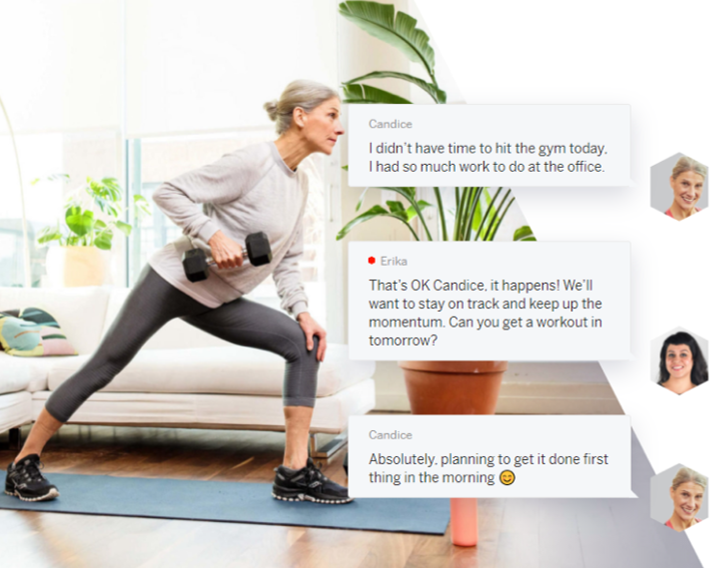 Candice
I didn't have time to hit the gym today,
I had so much work to do at the office.
Erika
That's OK Candice, it happens! We'll
want to stay on track and keep up the
momentum. Can you get a workout in
tomorrow?
Candice
Absolutely, planning to get it done first
thing in the morning 😊